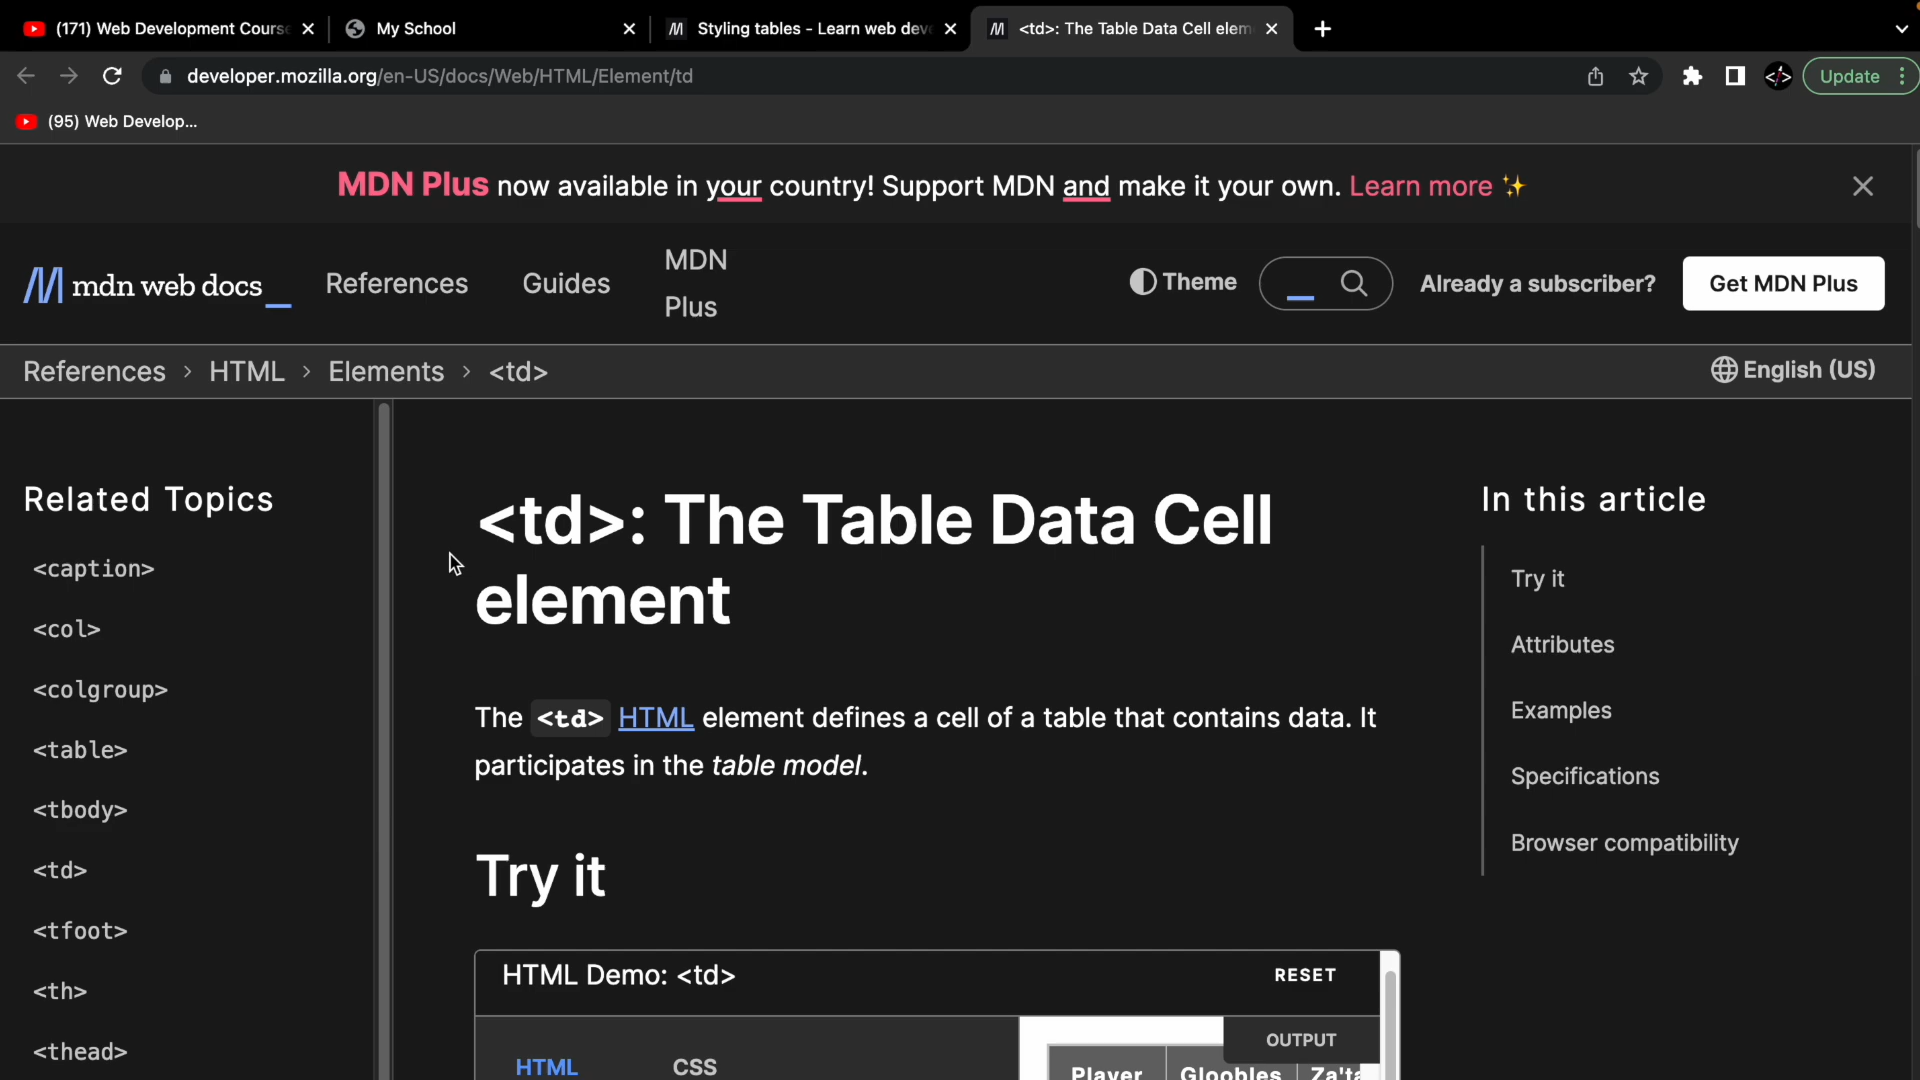 (171) Web Development Course
My School
Styling tables - Learn web dev
<td>: The Table Data Cell elem
developer.mozilla.org/en-US/docs/Web/HTML/Element/td
Update
(95) Web Develop...
MDN Plus now available in your country! Support MDN and make it your own. Learn more ✨
mdn web docs_
References
Guides
MDN
Plus
Theme
Already a subscriber?
Get MDN Plus
References > HTML > Elements > <td>
English (US)
Related Topics
<caption>
<col>
<colgroup>
<table>
<tbody>
<td>
<tfoot>
<th>
<thead>
<td>: The Table Data Cell
element
The <td> HTML element defines a cell of a table that contains data. It
participates in the table model.
Try it
HTML Demo: <td>
RESET
HTML
CSS
OUTPUT
Player
Gloobles
Za'ta
In this article
Try it
Attributes
Examples
Specifications
Browser compatibility